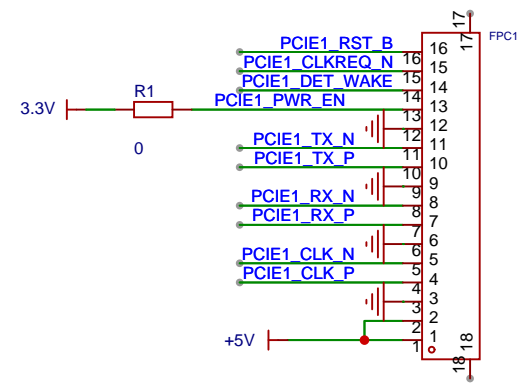 17
17
FPC1
PCIE1_RST_B
16
16
PCIE1_CLKREQ_N
15
15
PCIE1_DET_WAKE
14
14
3.3V
R1
0
PCIE1_PWR_EN
13
13
12
12
PCIE1_TX_N
11
11
PCIE1_TX_P
10
10
9
9
PCIE1_RX_N
8
8
PCIE1_RX_P
7
7
6
6
PCIE1_CLK_N
5
5
PCIE1_CLK_P
4
4
3
3
2
2
+5V
1
1
18
18